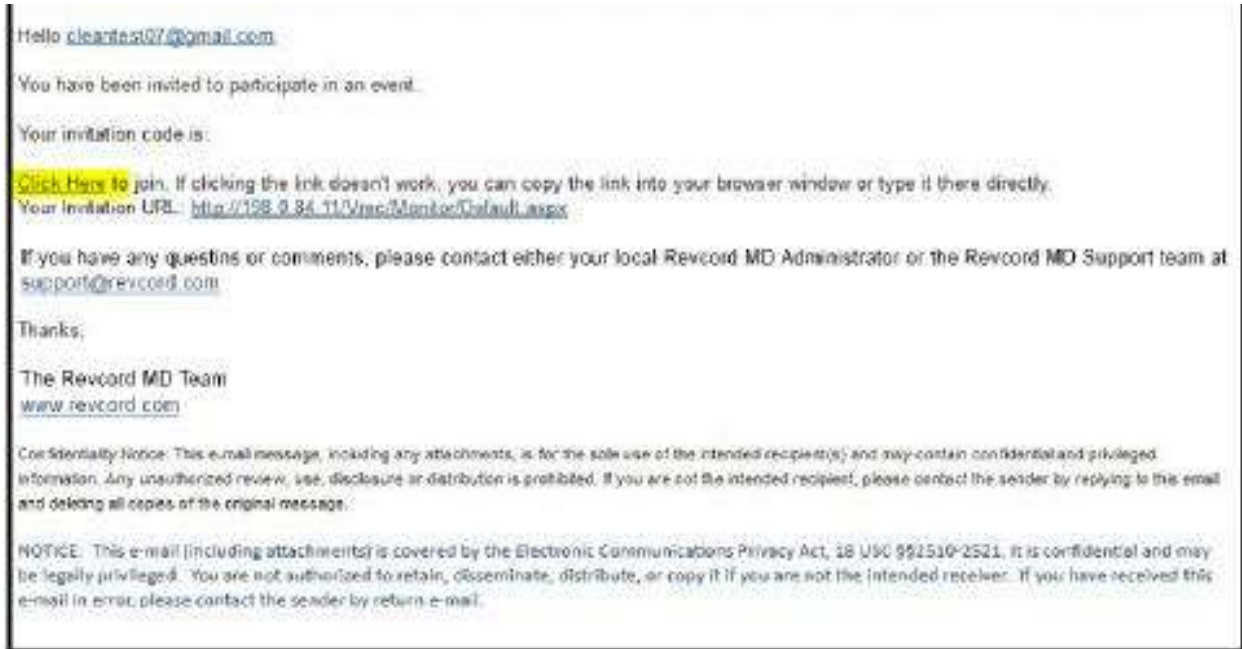 Hello cleantest07@gmail.com
You have been invited to participate in an event.
Your invitation code is:
Click Here to join. If clicking the link doesn't work, you can copy the link into your browser window or type it there directly.
Your Invitation URL:
If you have any questins or comments, please contact either your local Revcord MD Administrator or the Revcord MD Support team at
support@revcord.com
Thanks,
The Revcord MD Team
www.revcord.com
Confidentiality Notice: This e-mail message, including any attachments, is for the sole use of the intended recipient(s) and may contain confidential and privileged
information. Any unauthorized review, use, disclosure or distribution is prohibited. If you are not the intended recipient, please contact the sender by replying to this email
and deleting all copies of the original message.
NOTICE: This e-mail (including attachments) is covered by the Electronic Communications Privacy Act, 18 USC §§2510-2521. It is confidential and may
be legally privileged. You are not authorized to retain, disseminate, distribute, or copy it if you are not the intended receiver. If you have received this
e-mail in error, please contact the sender by return e-mail.